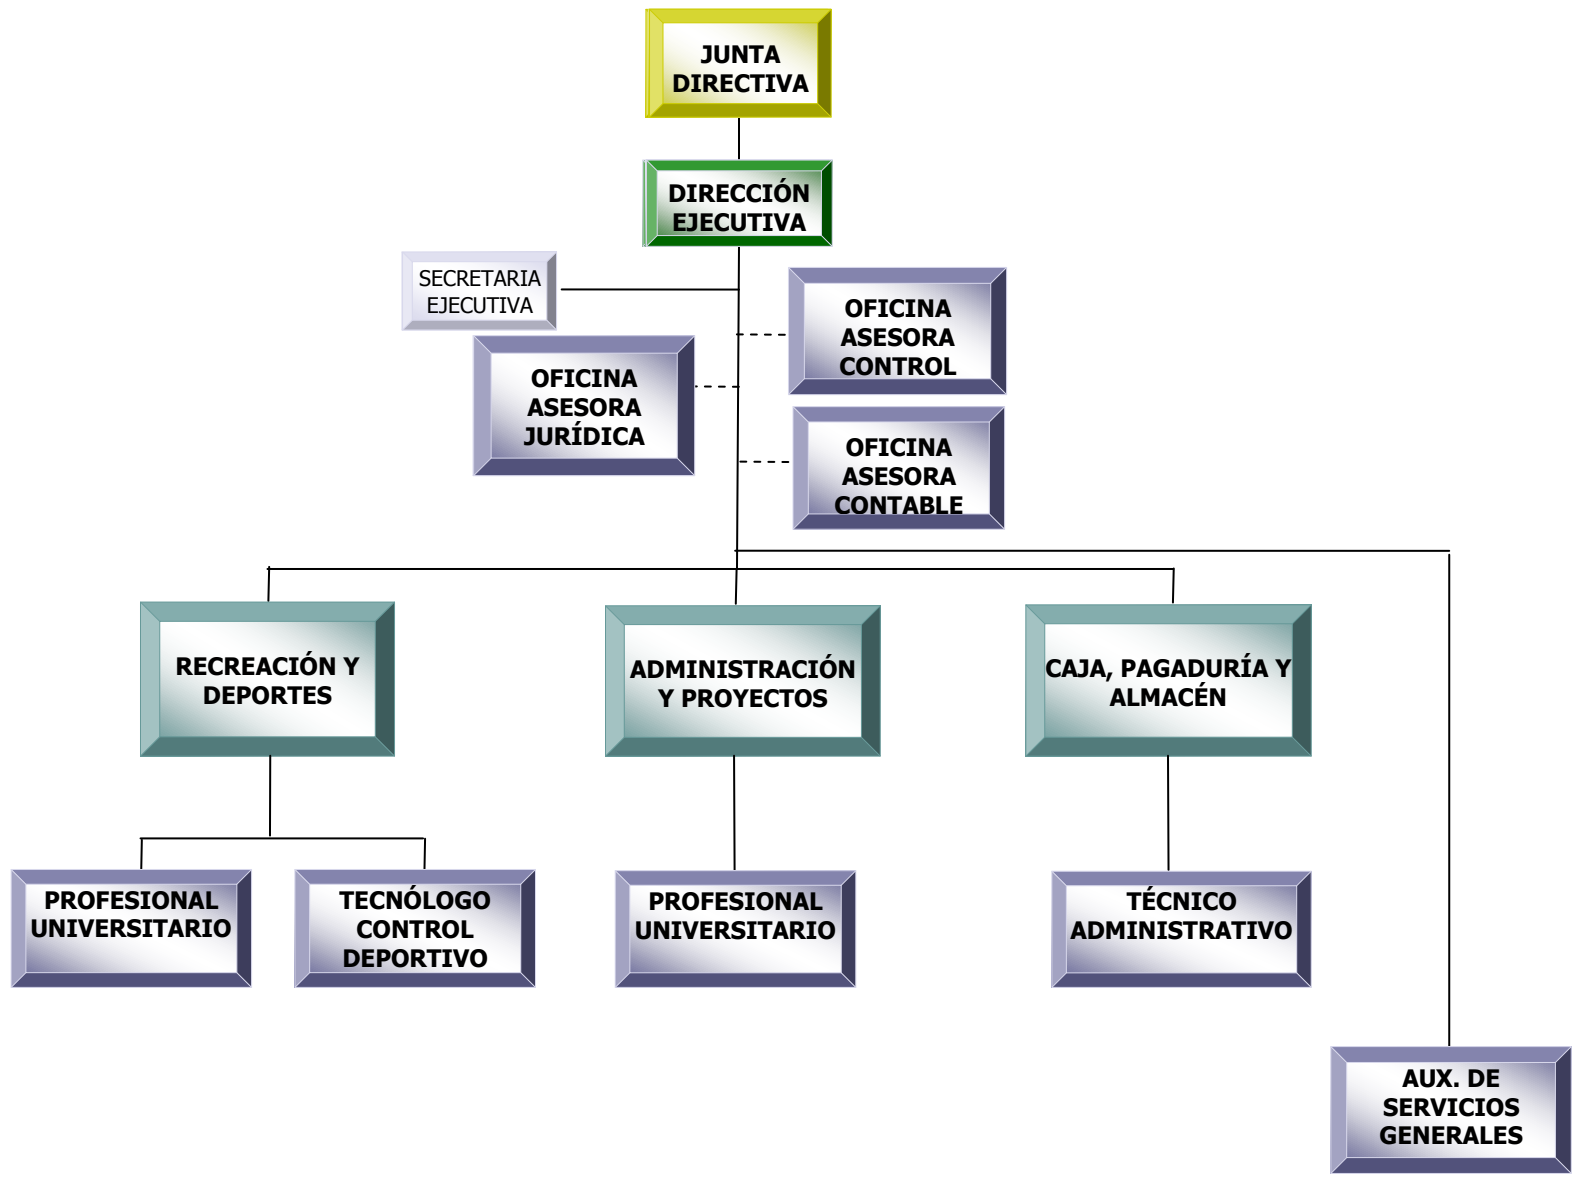 JUNTA
DIRECTIVA
DIRECCIÓN
EJECUTIVA
SECRETARIA
EJECUTIVA
OFICINA
ASESORA
CONTROL
OFICINA
ASESORA
JURÍDICA
OFICINA
ASESORA
CONTABLE
RECREACIÓN Y
DEPORTES
ADMINISTRACIÓN
Y PROYECTOS
CAJA, PAGADURÍA Y
ALMACÉN
PROFESIONAL
UNIVERSITARIO
TECNÓLOGO
CONTROL
DEPORTIVO
PROFESIONAL
UNIVERSITARIO
TÉCNICO
ADMINISTRATIVO
AUX. DE
SERVICIOS
GENERALES